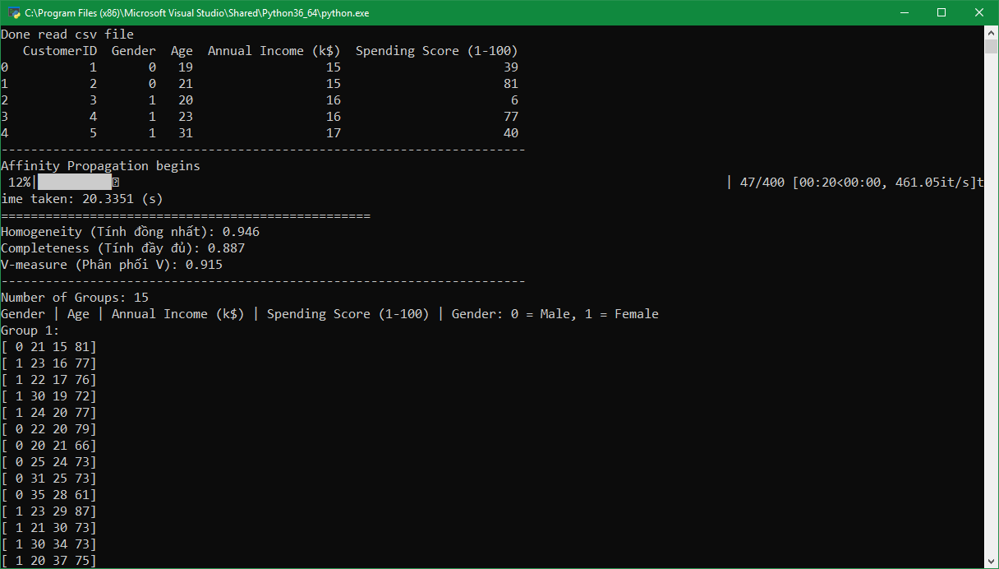 C:\Program Files (x86)\Microsoft Visual Studio\Shared\Python36_64\python.exe
Done read csv file
   CustomerID  Gender  Age  Annual Income (k$)  Spending Score (1-100)
0           1       0   19                  15                      39
1           2       0   21                  15                      81
2           3       1   20                  16                       6
3           4       1   23                  16                      77
4           5       1   31                  17                      40
-----------------------------------------------------------------------
Affinity Propagation begins
 12%| | 47/400 [00:20<00:00, 461.05it/s]t
ime taken: 20.3351 (s)
==================================================
Homogeneity (Tính đồng nhất): 0.946
Completeness (Tính đầy đủ): 0.887
V-measure (Phân phối V): 0.915
-----------------------------------------------------------------------
Number of Groups: 15
Gender | Age | Annual Income (k$) | Spending Score (1-100) | Gender: 0 = Male, 1 = Female
Group 1:
[ 0 21 15 81]
[ 1 23 16 77]
[ 1 22 17 76]
[ 1 30 19 72]
[ 1 24 20 77]
[ 0 22 20 79]
[ 0 20 21 66]
[ 0 25 24 73]
[ 0 31 25 73]
[ 0 35 28 61]
[ 1 23 29 87]
[ 1 21 30 73]
[ 1 30 34 73]
[ 1 20 37 75]